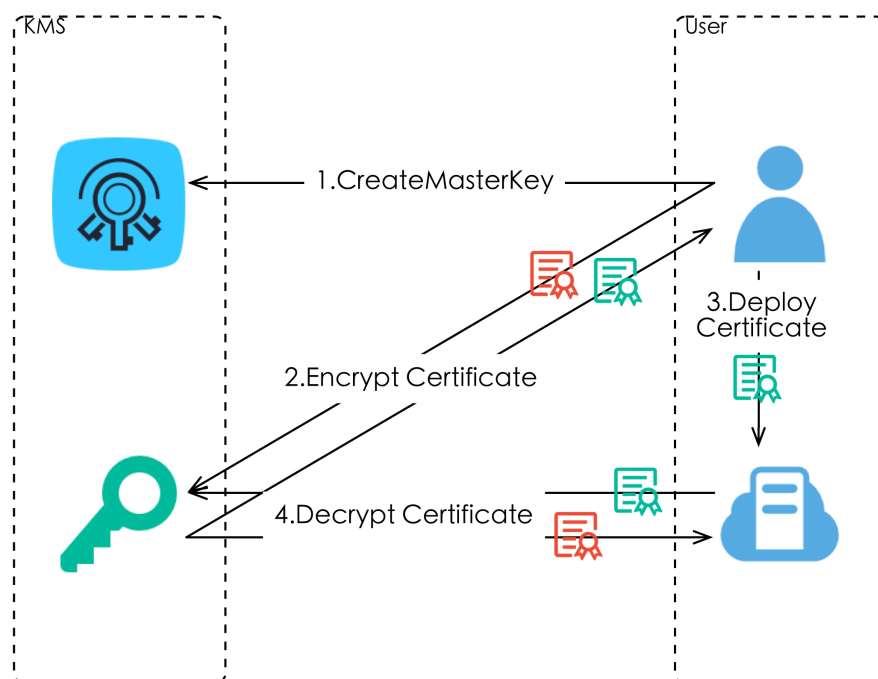 KMS
User
1.CreateMasterKey
3.Deploy
Certificate
2.Encrypt Certificate
4.Decrypt Certificate